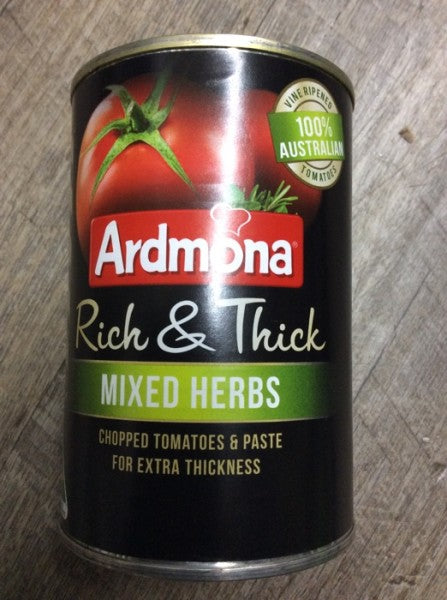 VINE RIPENED
100%
AUSTRALIAN
TOMATOES
Ardmona
Rich & Thick
MIXED HERBS
CHOPPED TOMATOES & PASTE
FOR EXTRA THICKNESS